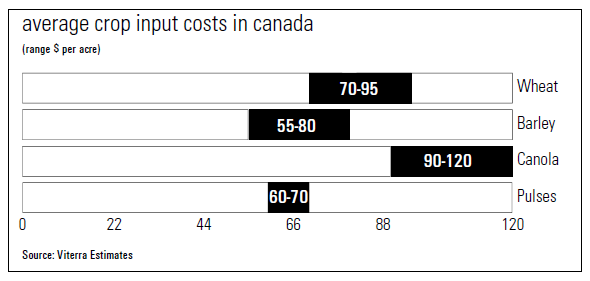 average crop input costs in canada
(range $ per acre)
70-95 Wheat
55-80 Barley
90-120 Canola
60-70 Pulses
0 22 44 66 88 120
Source: Viterra Estimates